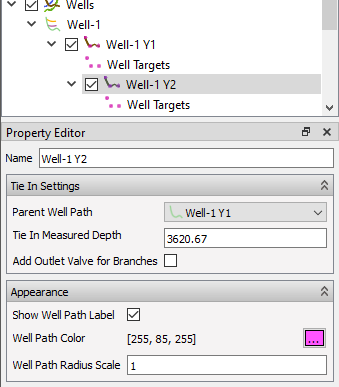 Wells
Well-1
Well-1 Y1
Well Targets
Well-1 Y2
Well Targets
Property Editor
Name Well-1 Y2
Tie In Settings
Parent Well Path Well-1 Y1
Tie In Measured Depth 3620.67
Add Outlet Valve for Branches
Appearance
Show Well Path Label
Well Path Color [255, 85, 255] ...
Well Path Radius Scale 1